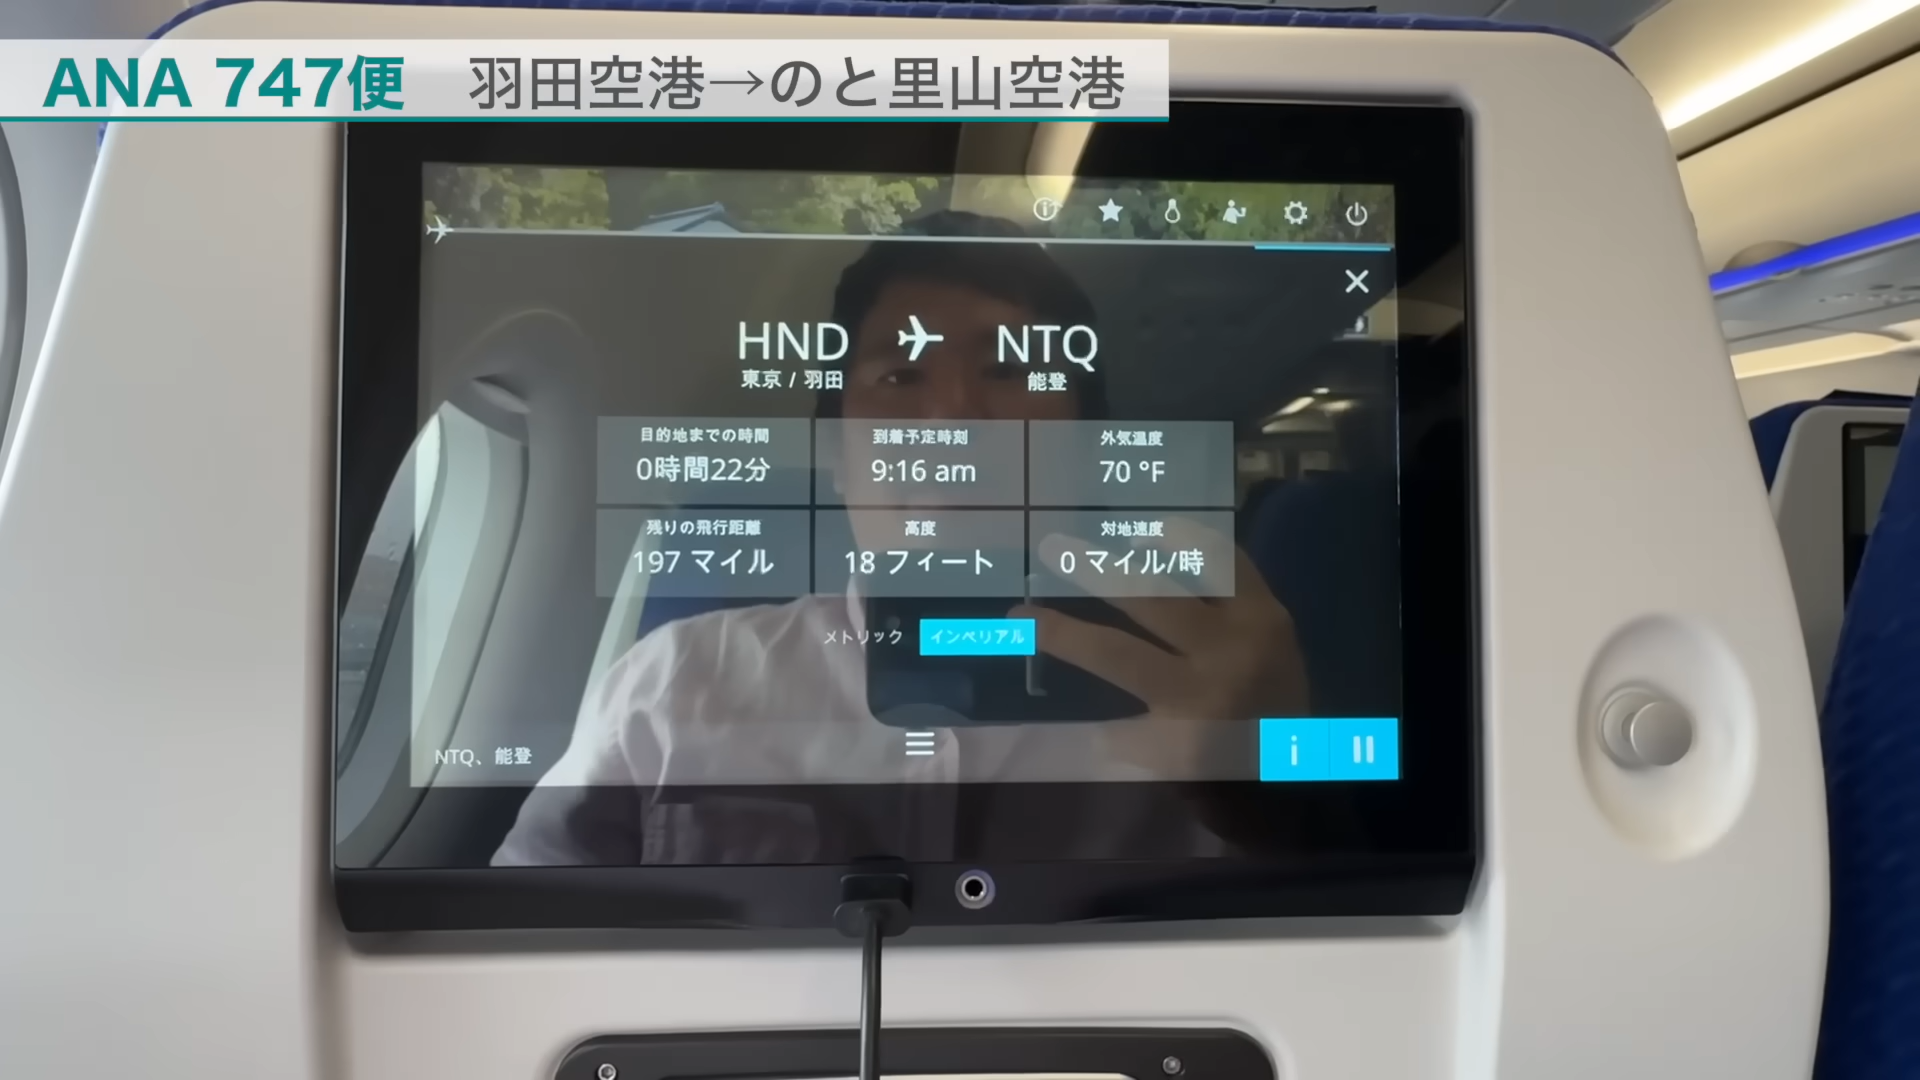 ANA 747便 羽田空港→のと里山空港
HND NTQ
東京 / 羽田 能登
目的地までの時間 到着予定時刻 外気温度
0時間22分 9:16 am 70 °F
残りの飛行距離 高度 対地速度
197 マイル 18 フィート 0 マイル/時
メトリック インペリアル
NTQ、能登